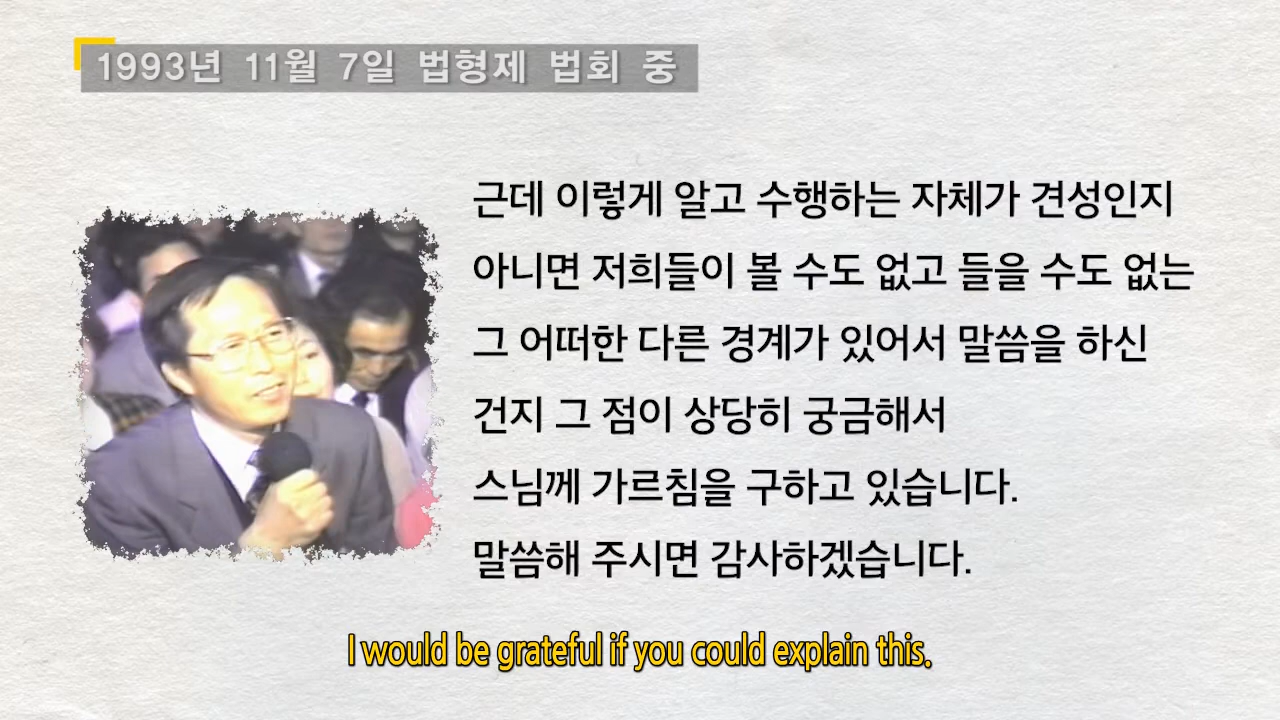 1993년 11월 7일 법형제 법회 중
근데 이렇게 알고 수행하는 자체가 견성인지
아니면 저희들이 볼 수도 없고 들을 수도 없는
그 어떠한 다른 경계가 있어서 말씀을 하신
건지 그 점이 상당히 궁금해서
스님께 가르침을 구하고 있습니다.
말씀해 주시면 감사하겠습니다.
I would be grateful if you could explain this.